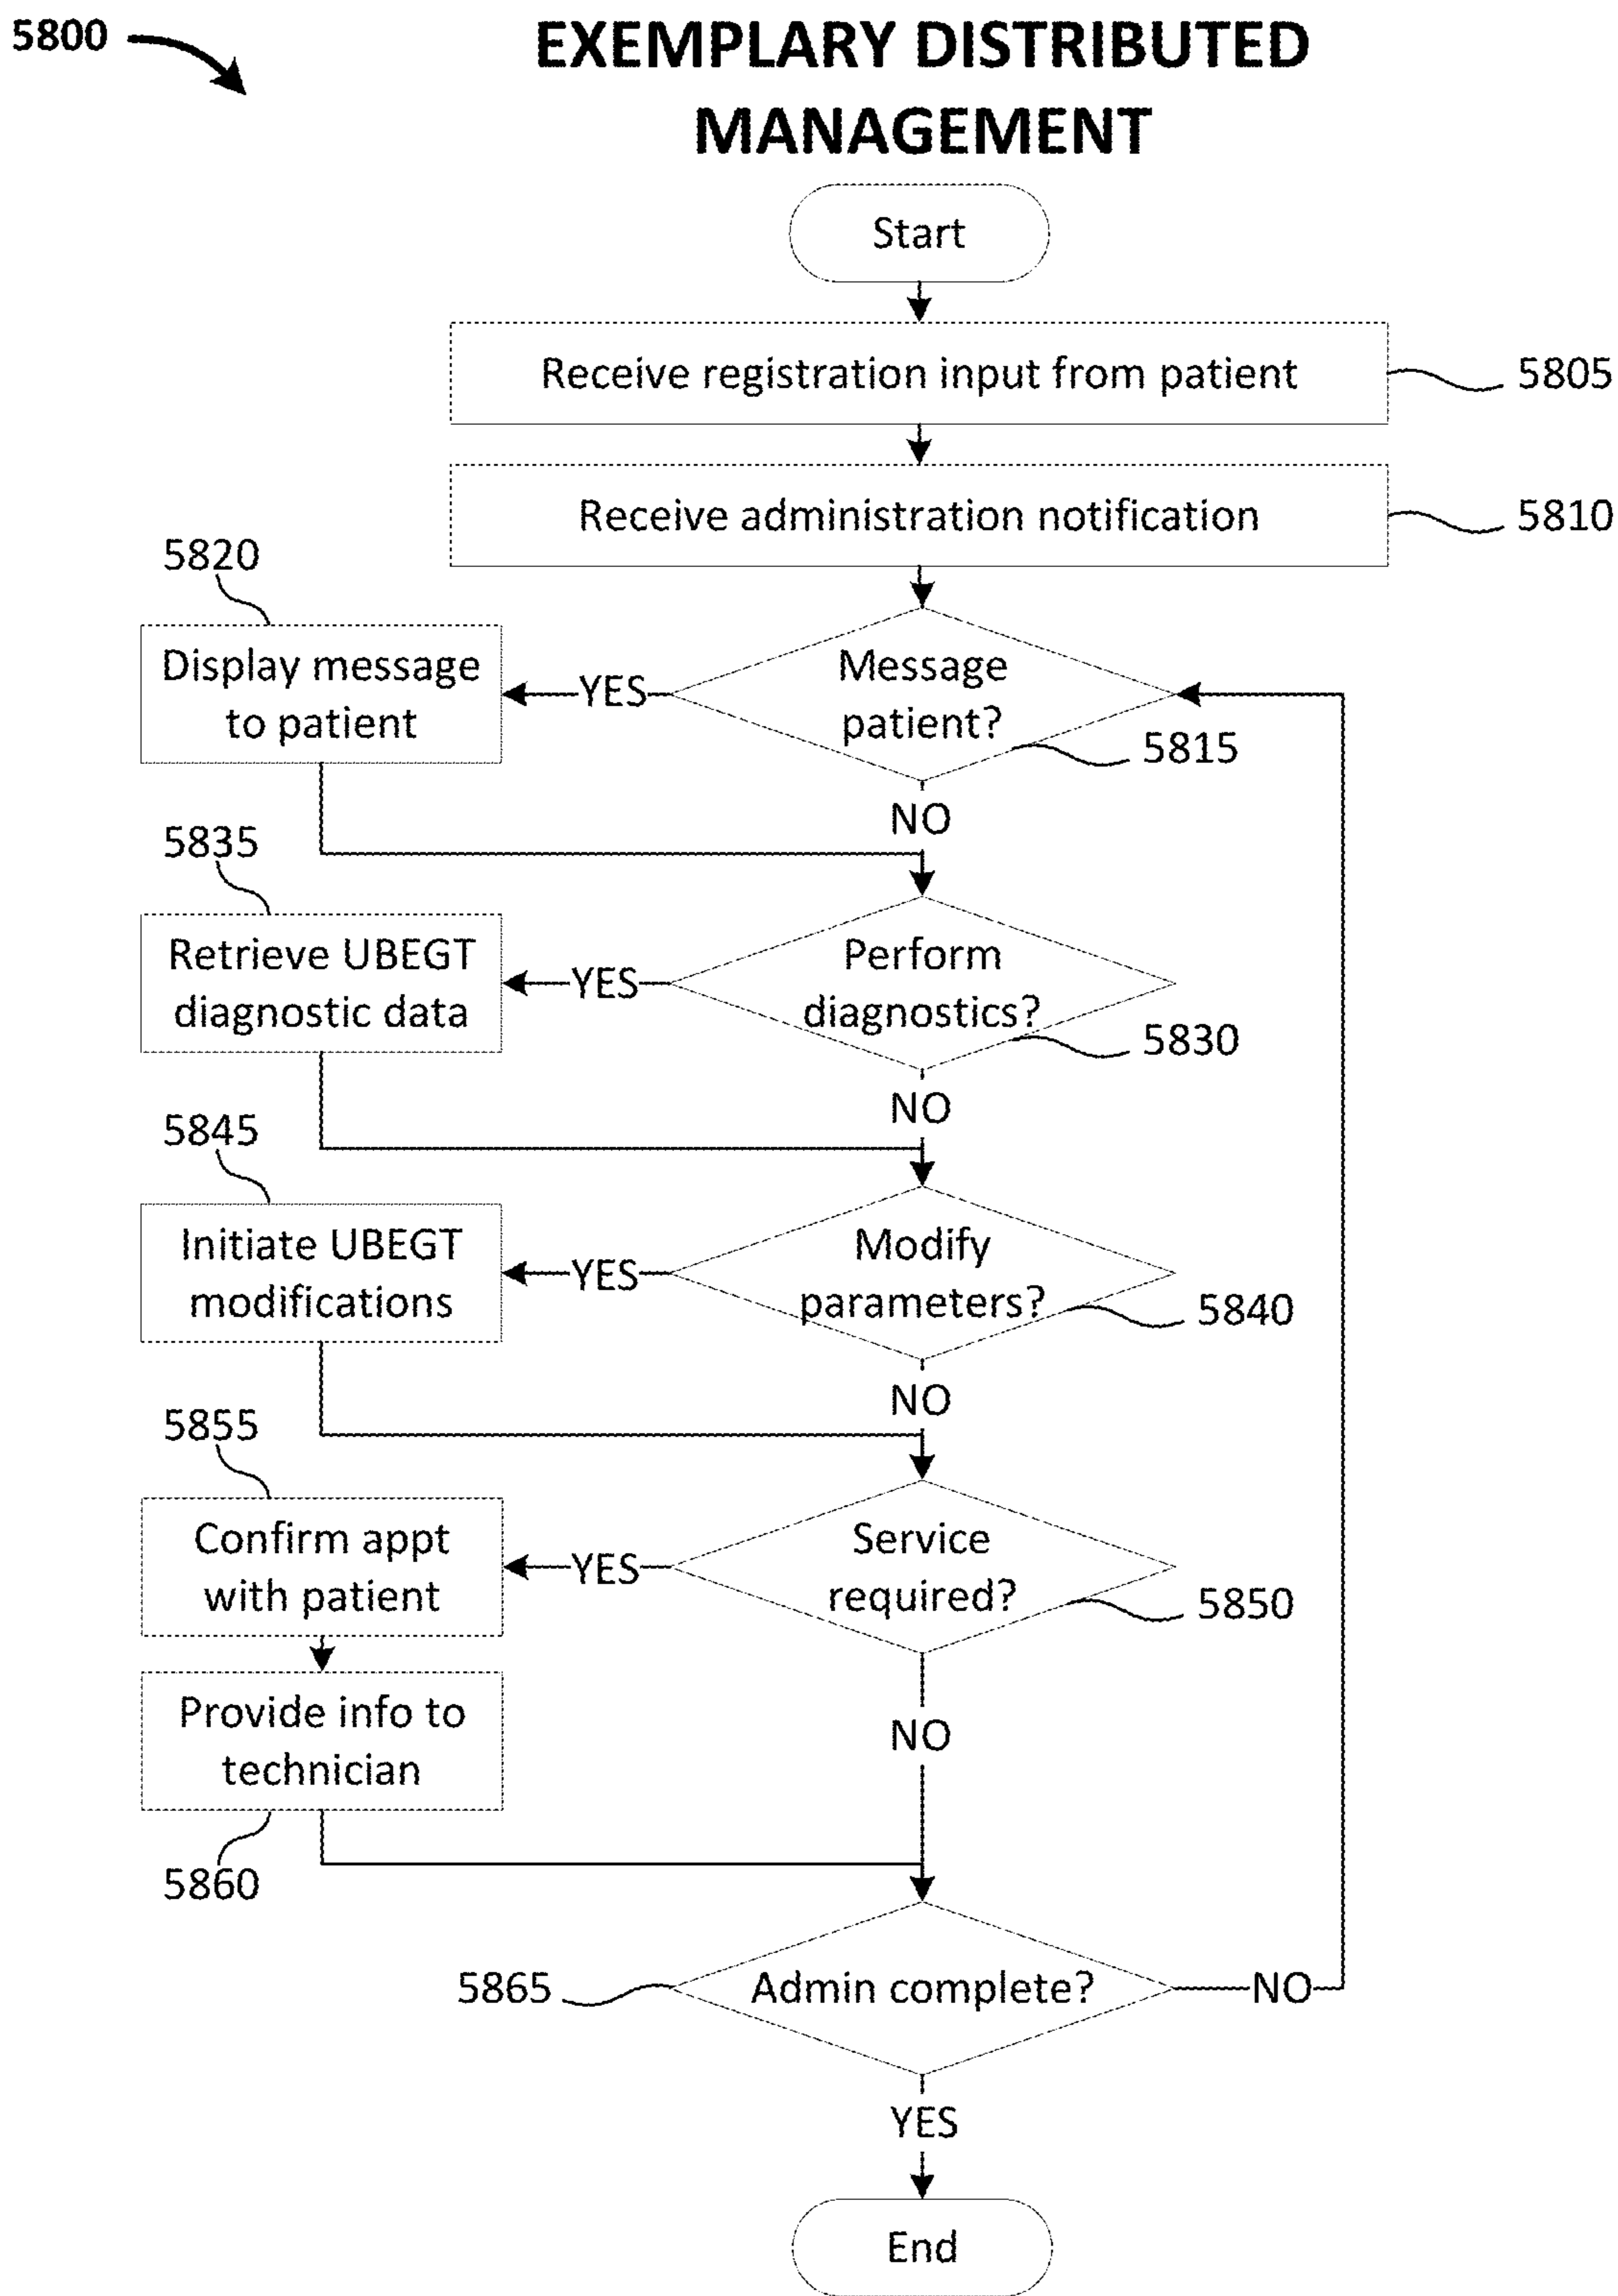 5800
EXEMPLARY DISTRIBUTED
MANAGEMENT
Start
Receive registration input from patient
5805
Receive administration notification
5810
5820
Display message
to patient
YES
Message
patient?
5815
NO
5835
Retrieve UBEGT
diagnostic data
YES
Perform
diagnostics?
5830
NO
5845
Initiate UBEGT
modifications
YES
Modify
parameters?
5840
NO
5855
Confirm appt
with patient
YES
Service
required?
5850
Provide info to
technician
NO
5860
5865
Admin complete?
NO
YES
End